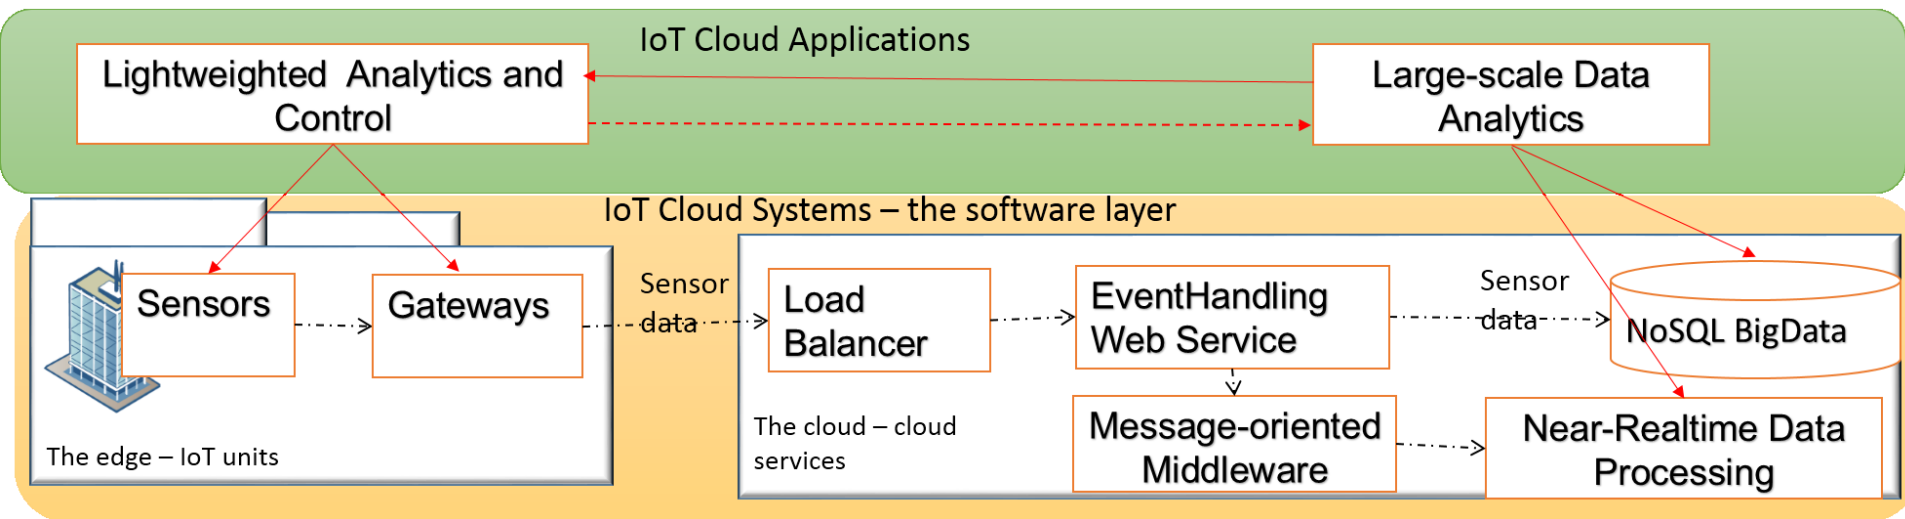 IoT Cloud Applications
Lightweighted Analytics and
Control
Large-scale Data
Analytics
IoT Cloud Systems – the software layer
Sensors
Gateways
The edge – IoT units
Sensor
data
Load
Balancer
EventHandling
Web Service
Sensor
data
NoSQL BigData
The cloud – cloud
services
Message-oriented
Middleware
Near-Realtime Data
Processing